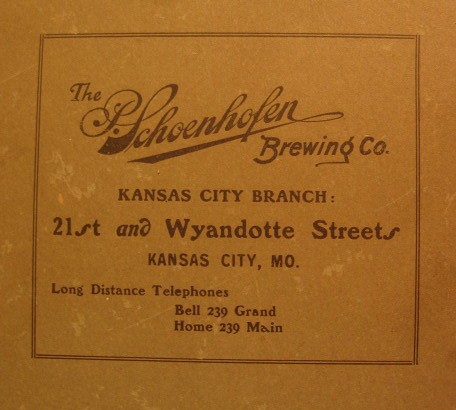 The
P. Schoenhofen
Brewing Co.
KANSAS CITY BRANCH:
21st and Wyandotte Streets
KANSAS CITY, MO.
Long Distance Telephones
Bell 239 Grand
Home 239 Main